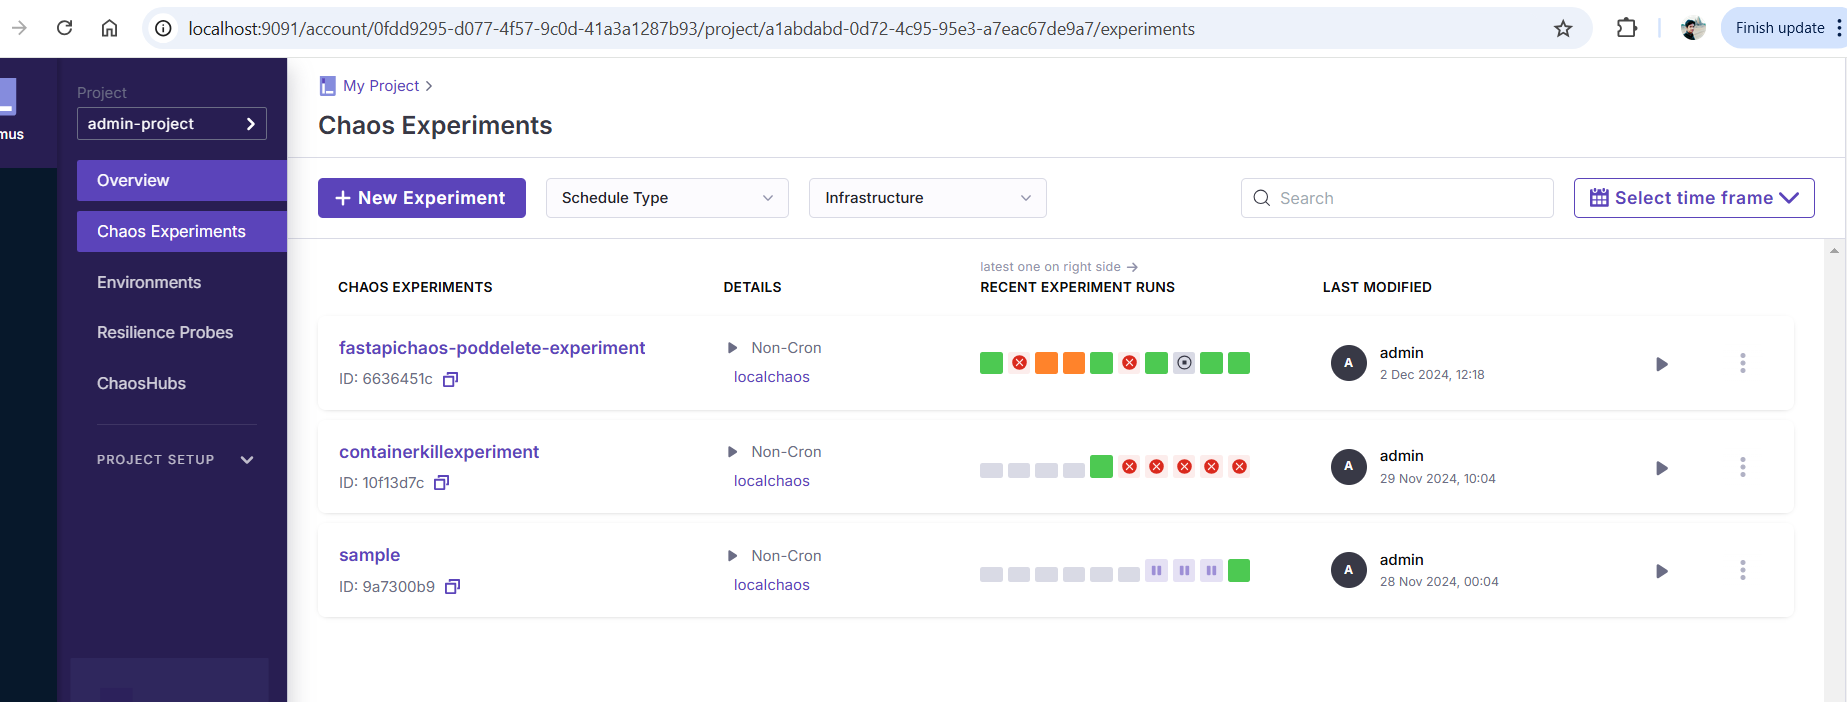 localhost:9091/account/0fdd9295-d077-4f57-9c0d-41a3a1287b93/project/a1abdabd-0d72-4c95-95e3-a7eac67de9a7/experiments
Finish update
mus
Project
admin-project
Overview
Chaos Experiments
Environments
Resilience Probes
ChaosHubs
PROJECT SETUP
My Project
Chaos Experiments
New Experiment
Schedule Type
Infrastructure
Search
Select time frame
latest one on right side
CHAOS EXPERIMENTS DETAILS RECENT EXPERIMENT RUNS LAST MODIFIED
fastapichaos-poddelete-experiment Non-Cron A admin
ID: 6636451c localchaos 2 Dec 2024, 12:18
containerkillexperiment Non-Cron A admin
ID: 10f13d7c localchaos 29 Nov 2024, 10:04
sample Non-Cron A admin
ID: 9a7300b9 localchaos 28 Nov 2024, 00:04